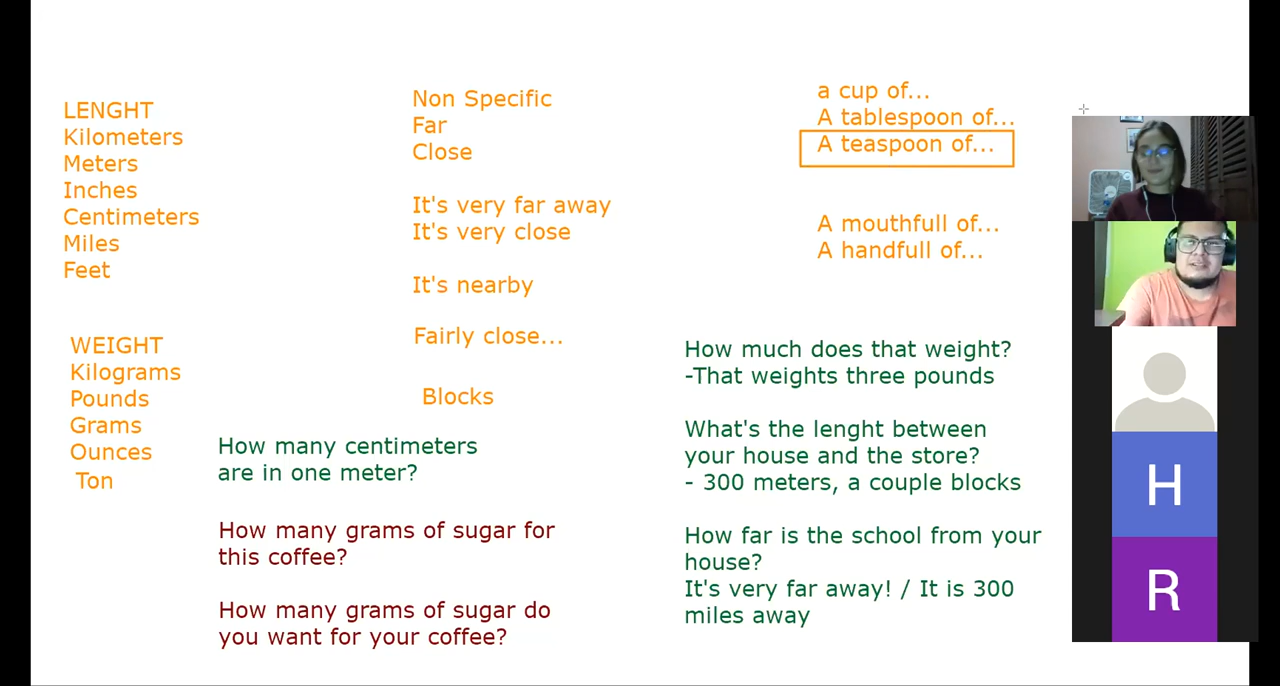 LENGHT
Kilometers
Meters
Inches
Centimeters
Miles
Feet
WEIGHT
Kilograms
Pounds
Grams
Ounces
Ton
Non Specific
Far
Close
It's very far away
It's very close
It's nearby
Fairly close...
Blocks
How many centimeters
are in one meter?
How many grams of sugar for
this coffee?
How many grams of sugar do
you want for your coffee?
a cup of...
A tablespoon of...
A teaspoon of...
A mouthfull of...
A handfull of...
How much does that weight?
-That weights three pounds
What's the lenght between
your house and the store?
- 300 meters, a couple blocks
How far is the school from your
house?
It's very far away! / It is 300
miles away
H
R